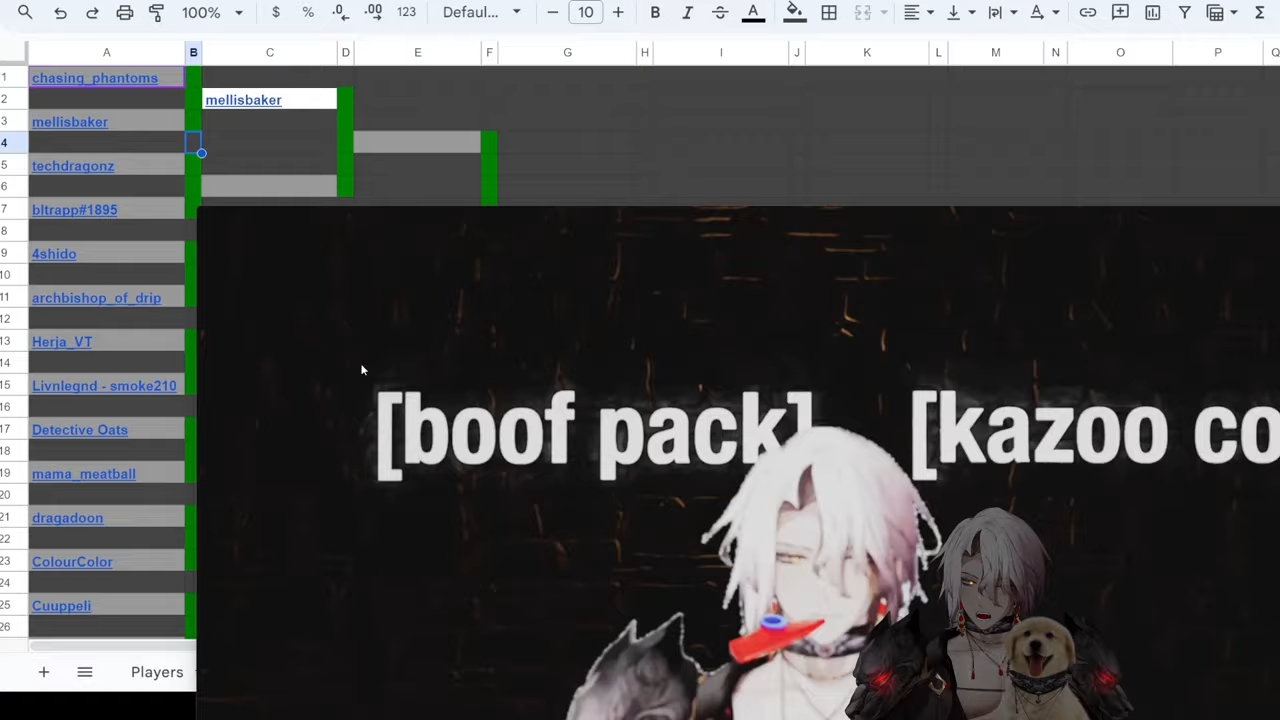 100% $ % .0 .00 123 Defaul... − 10 + B I S A Σ
A B C D E F G H I J K L M N O P Q
1 chasing_phantoms
2 mellisbaker
3 mellisbaker
4
5 techdragonz
6
7 bltrapp#1895
8
9 4shido
10
11 archbishop_of_drip
12
13 Herja_VT
14
15 Livnlegnd - smoke210
16
17 Detective Oats
18
19 mama_meatball
20
21 dragadoon
22
23 ColourColor
24
25 Cuuppeli
26
[boof pack] [kazoo co
Players